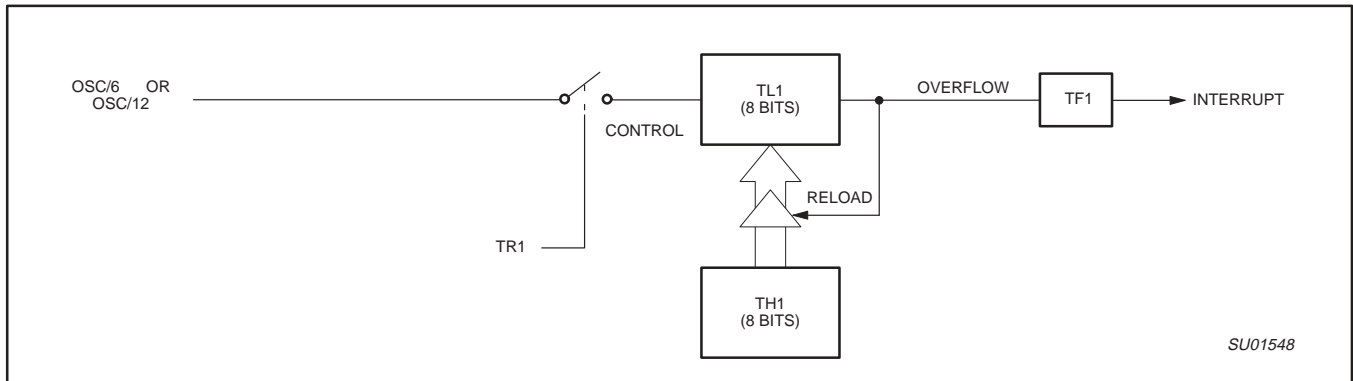 OSC/6 OR
OSC/12
TL1
(8 BITS)
OVERFLOW
TF1
INTERRUPT
CONTROL
RELOAD
TR1
TH1
(8 BITS)
SU01548